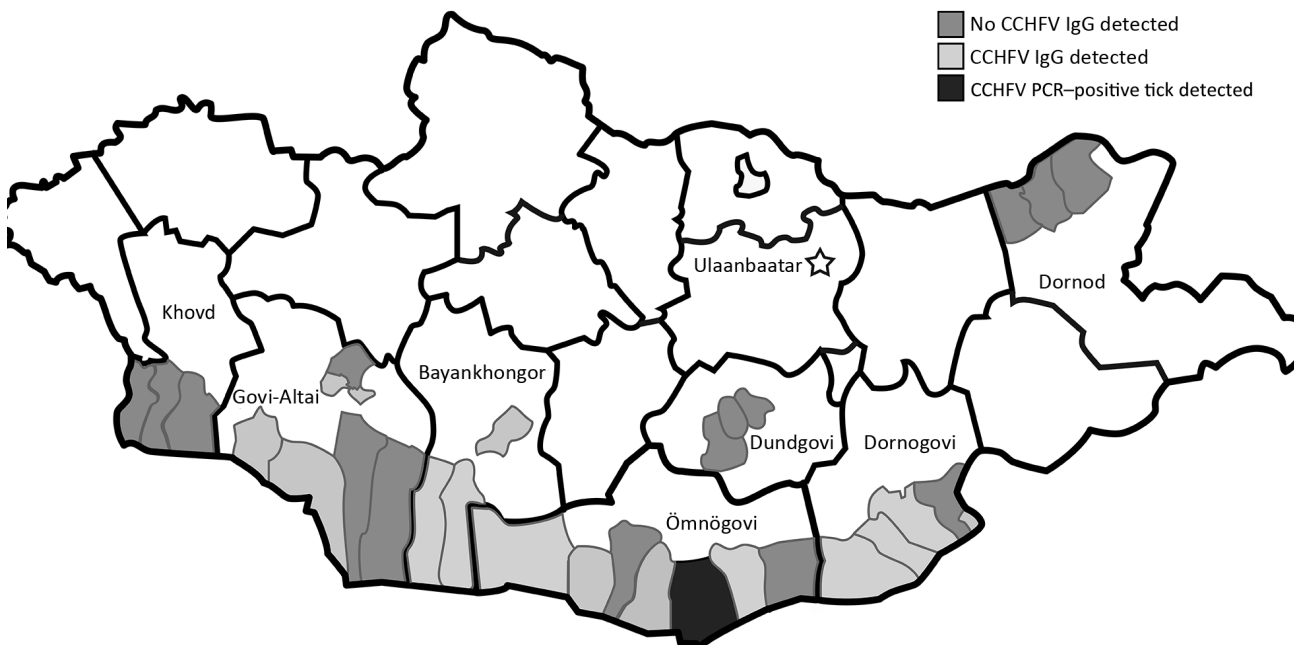 No CCHFV IgG detected
CCHFV IgG detected
CCHFV PCR–positive tick detected
Ulaanbaatar
Dornod
Khovd
Bayankhongor
Govi-Altai
Dundgovi
Dornogovi
Ömnögovi